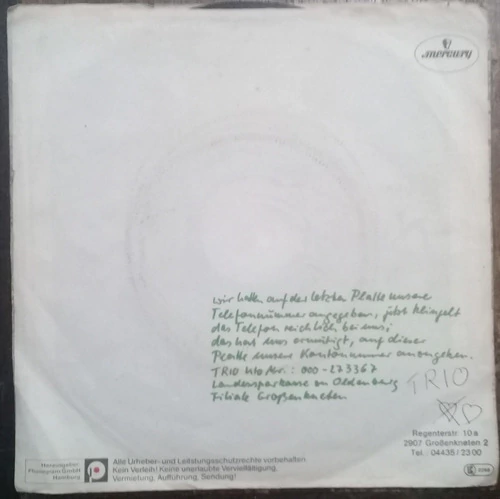 mercury
wir hatten auf der letzten Platte unsere
Telefonnummer angegeben, jetzt klingelt
das Telefon reichlich bei uns;
das hat uns ermutigt, auf dieser
Platte unsere Kontonummer anzugeben.
TRIO Kto Nr.: 000-273367
Landessparkasse zu Oldenburg
Filiale Großenkneten
TRIO
Regenterstr. 10a
2907 Großenkneten 2
Tel. 04435/2300
Herausgeber:
Phonogram GmbH
Hamburg
Alle Urheber- und Leistungsschutzrechte vorbehalten
Kein Verleih! Keine unerlaubte Vervielfältigung,
Vermietung, Aufführung, Sendung!